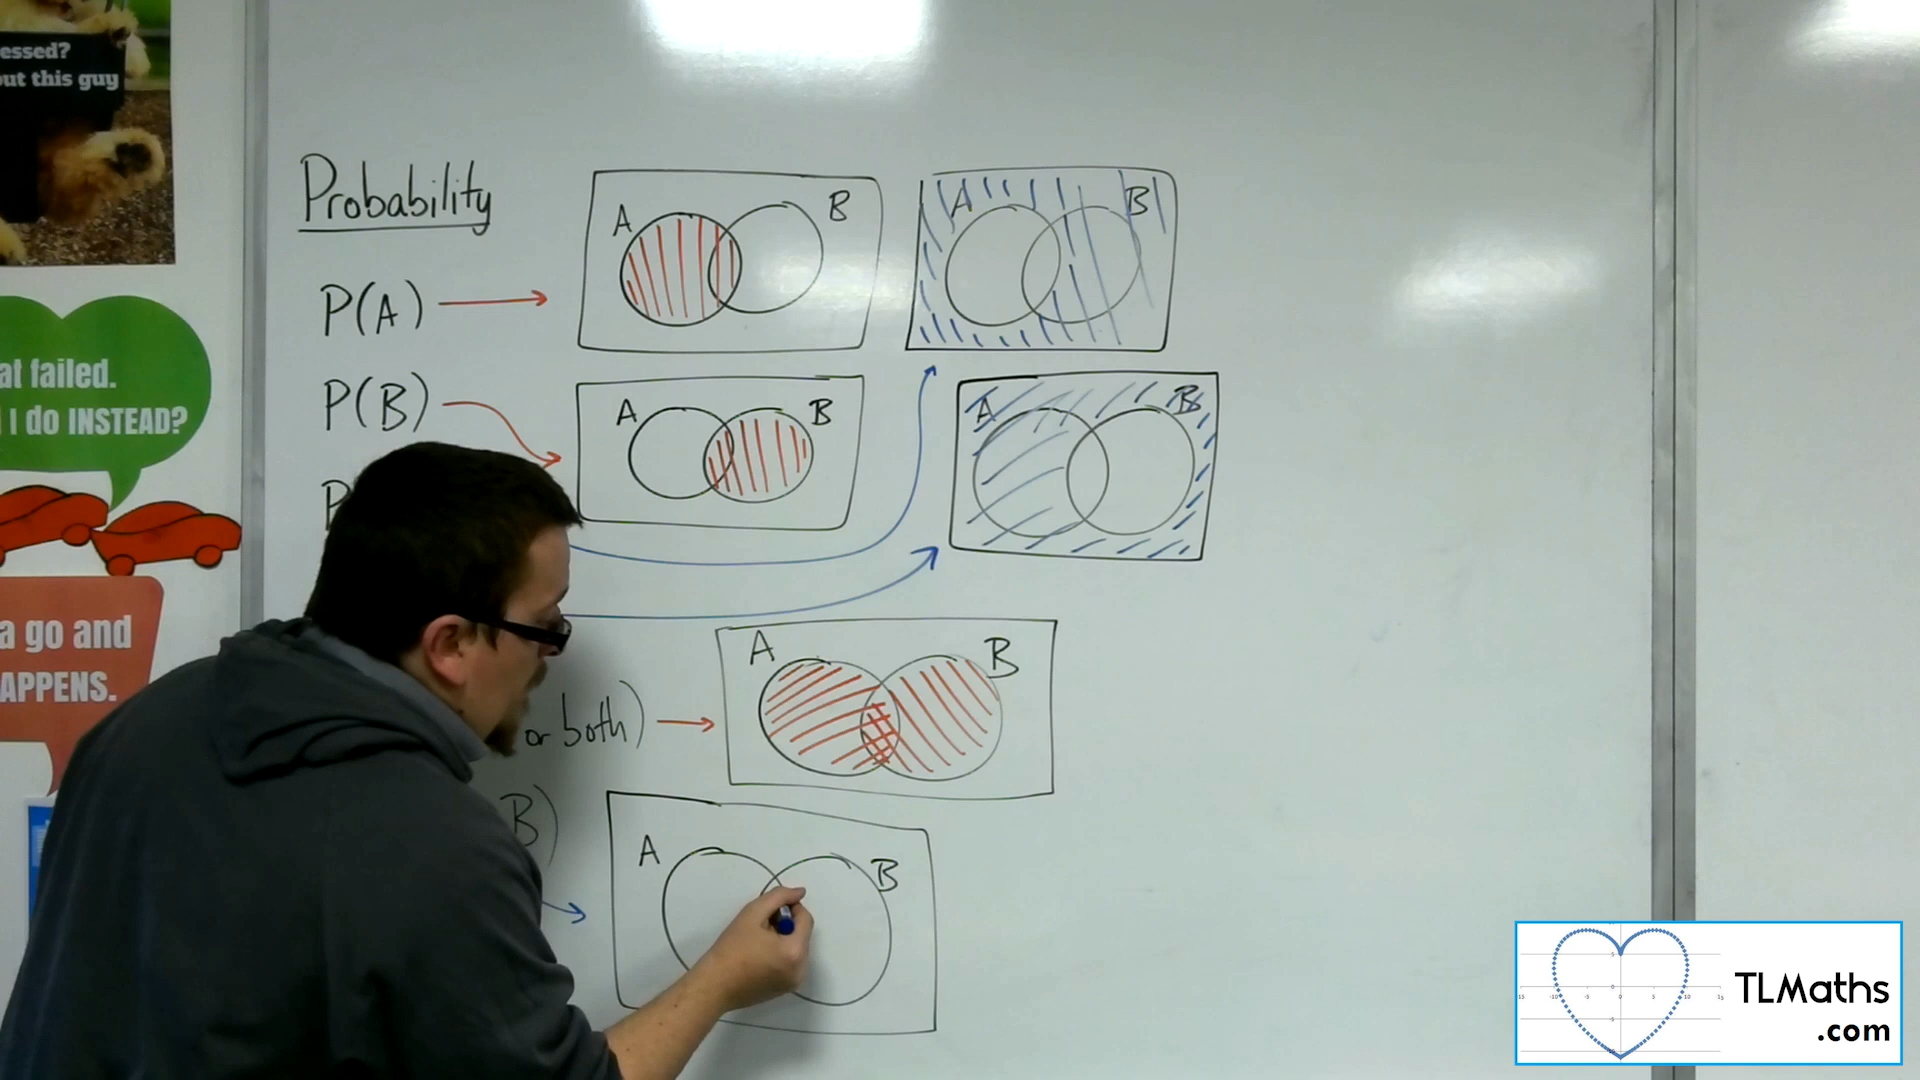 essed?
out this guy
Probability
A
B
A
B
P(A)
at failed.
I do INSTEAD?
P(B)
A
B
A
B
P
a go and
APPENS.
A
B
or both)
B)
A
B
TLMaths
.com